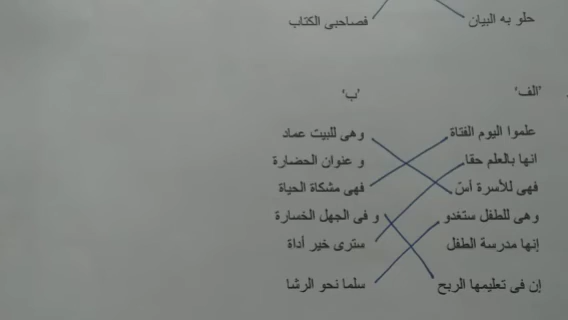 حلو به البيان فصاحبى الكتاب
'الف' 'ب'
علموا اليوم الفتاة وهى للبيت عماد
انها بالعلم حقا و عنوان الحضارة
فهى للأسرة أسّ فهى مشكاة الحياة
وهى للطفل ستغدو و فى الجهل الخسارة
إنها مدرسة الطفل سترى خير أداة
إن فى تعليمها الربح سلما نحو الرشا